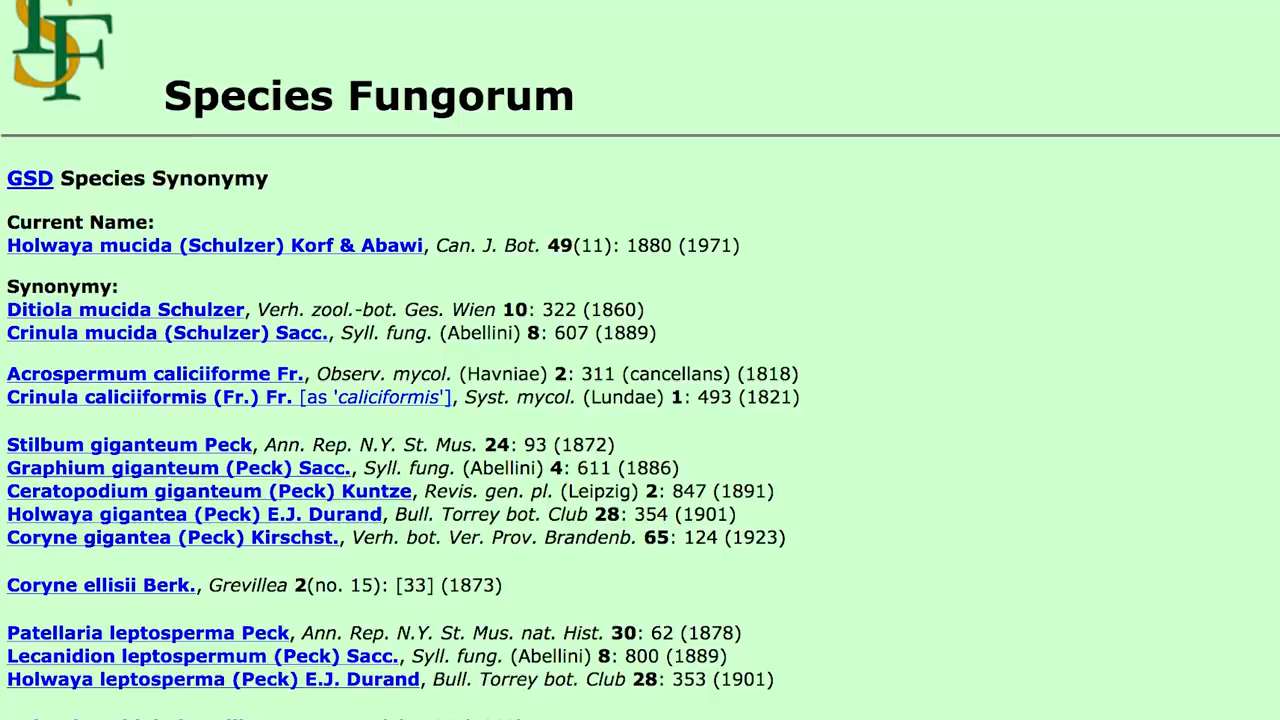 SF
Species Fungorum
GSD Species Synonymy
Current Name:
Holwaya mucida (Schulzer) Korf & Abawi, Can. J. Bot. 49(11): 1880 (1971)
Synonymy:
Ditiola mucida Schulzer, Verh. zool.-bot. Ges. Wien 10: 322 (1860)
Crinula mucida (Schulzer) Sacc., Syll. fung. (Abellini) 8: 607 (1889)
Acrospermum caliciiforme Fr., Observ. mycol. (Havniae) 2: 311 (cancellans) (1818)
Crinula caliciiformis (Fr.) Fr. [as 'caliciformis'], Syst. mycol. (Lundae) 1: 493 (1821)
Stilbum giganteum Peck, Ann. Rep. N.Y. St. Mus. 24: 93 (1872)
Graphium giganteum (Peck) Sacc., Syll. fung. (Abellini) 4: 611 (1886)
Ceratopodium giganteum (Peck) Kuntze, Revis. gen. pl. (Leipzig) 2: 847 (1891)
Holwaya gigantea (Peck) E.J. Durand, Bull. Torrey bot. Club 28: 354 (1901)
Coryne gigantea (Peck) Kirschst., Verh. bot. Ver. Prov. Brandenb. 65: 124 (1923)
Coryne ellisii Berk., Grevillea 2(no. 15): [33] (1873)
Patellaria leptosperma Peck, Ann. Rep. N.Y. St. Mus. nat. Hist. 30: 62 (1878)
Lecanidion leptospermum (Peck) Sacc., Syll. fung. (Abellini) 8: 800 (1889)
Holwaya leptosperma (Peck) E.J. Durand, Bull. Torrey bot. Club 28: 353 (1901)